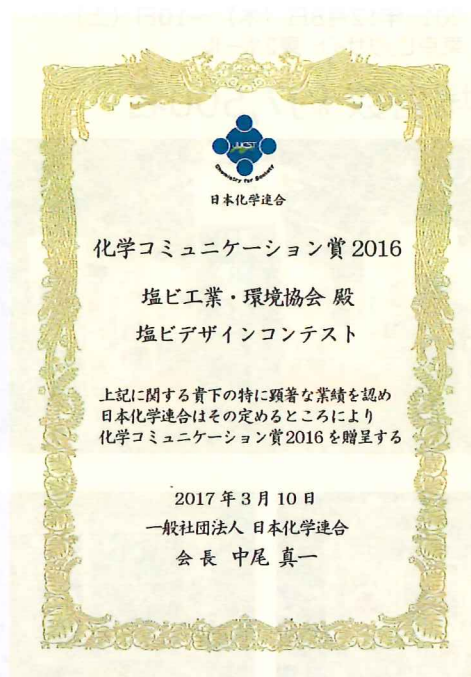 JUCST
Chemistry for Society
日本化学連合
化学コミュニケーション賞 2016
塩ビ工業・環境協会 殿
塩ビデザインコンテスト
上記に関する貴下の特に顕著な業績を認め
日本化学連合はその定めるところにより
化学コミュニケーション賞2016を贈呈する
2017年3月10日
一般社団法人 日本化学連合
会長 中尾 真一